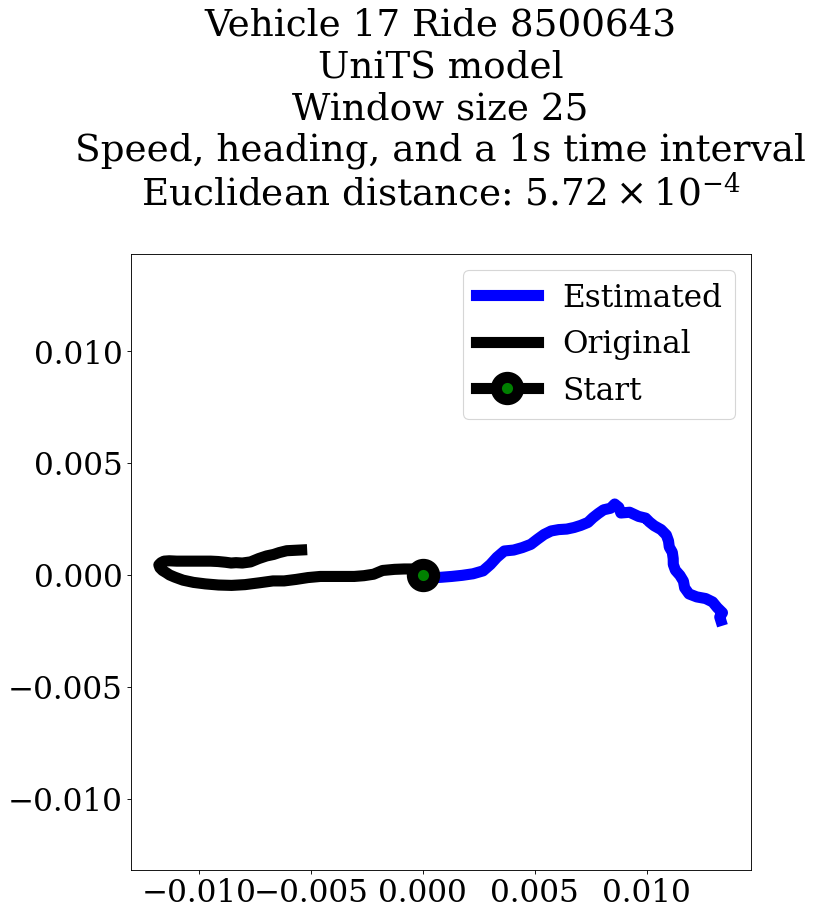 Vehicle 17 Ride 8500643
UniTS model
Window size 25
Speed, heading, and a 1s time interval
Euclidean distance: 5.72 × 10⁻⁴
Estimated
Original
Start
0.010
0.005
0.000
−0.005
−0.010
−0.010 −0.005 0.000 0.005 0.010